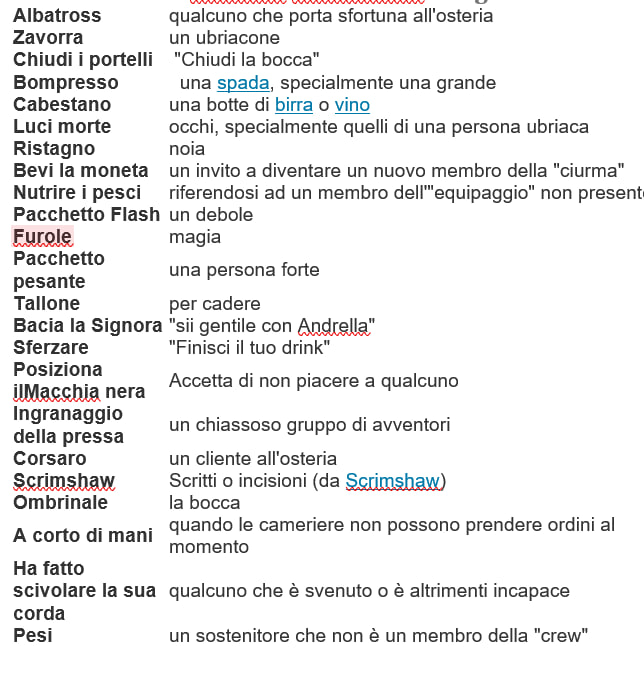 Albatross qualcuno che porta sfortuna all'osteria
Zavorra un ubriacone
Chiudi i portelli "Chiudi la bocca"
Bompresso una spada, specialmente una grande
Cabestano una botte di birra o vino
Luci morte occhi, specialmente quelli di una persona ubriaca
Ristagno noia
Bevi la moneta un invito a diventare un nuovo membro della "ciurma"
Nutrire i pesci riferendosi ad un membro dell'"equipaggio" non present
Pacchetto Flash un debole
Furole magia
Pacchetto
pesante una persona forte
Tallone per cadere
Bacia la Signora "sii gentile con Andrella"
Sferzare "Finisci il tuo drink"
Posiziona
ilMacchia nera Accetta di non piacere a qualcuno
Ingranaggio
della pressa un chiassoso gruppo di avventori
Corsaro un cliente all'osteria
Scrimshaw Scritti o incisioni (da Scrimshaw)
Ombrinale la bocca
A corto di mani quando le cameriere non possono prendere ordini al
momento
Ha fatto
scivolare la sua qualcuno che è svenuto o è altrimenti incapace
corda
Pesi un sostenitore che non è un membro della "crew"